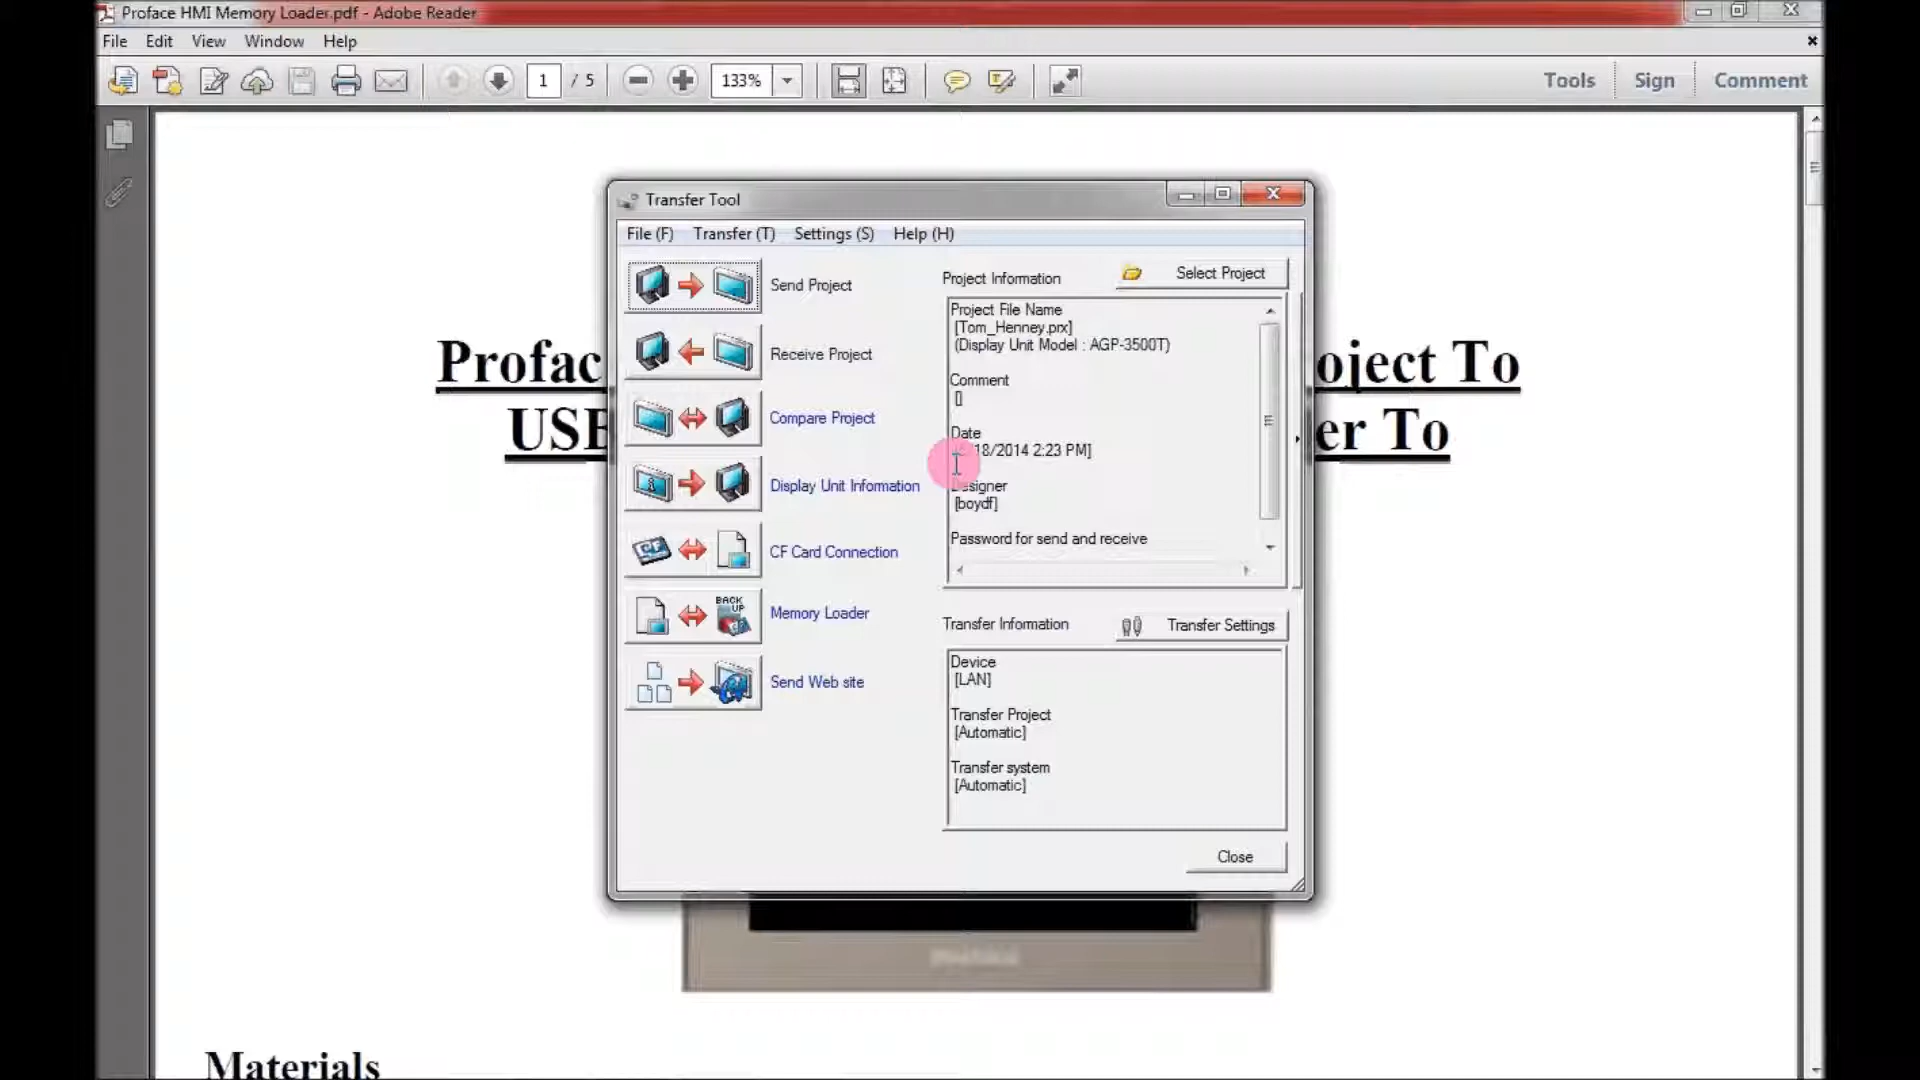 Proface HMI Memory Loader.pdf - Adobe Reader
File Edit View Window Help
1 / 5 133% Tools Sign Comment
Transfer Tool
File (F) Transfer (T) Settings (S) Help (H)
Send Project
Receive Project
Compare Project
Display Unit Information
CF
CF Card Connection
BACK
UP
Memory Loader
Send Web site
Project Information
Select Project
Project File Name
[Tom_Henney.prx]
(Display Unit Model : AGP-3500T)
Comment
[]
Date
18/2014 2:23 PM]
Designer
[boydf]
Password for send and receive
Transfer Information
Transfer Settings
Device
[LAN]
Transfer Project
[Automatic]
Transfer system
[Automatic]
Close
Profac oject To
USB er To
Materials